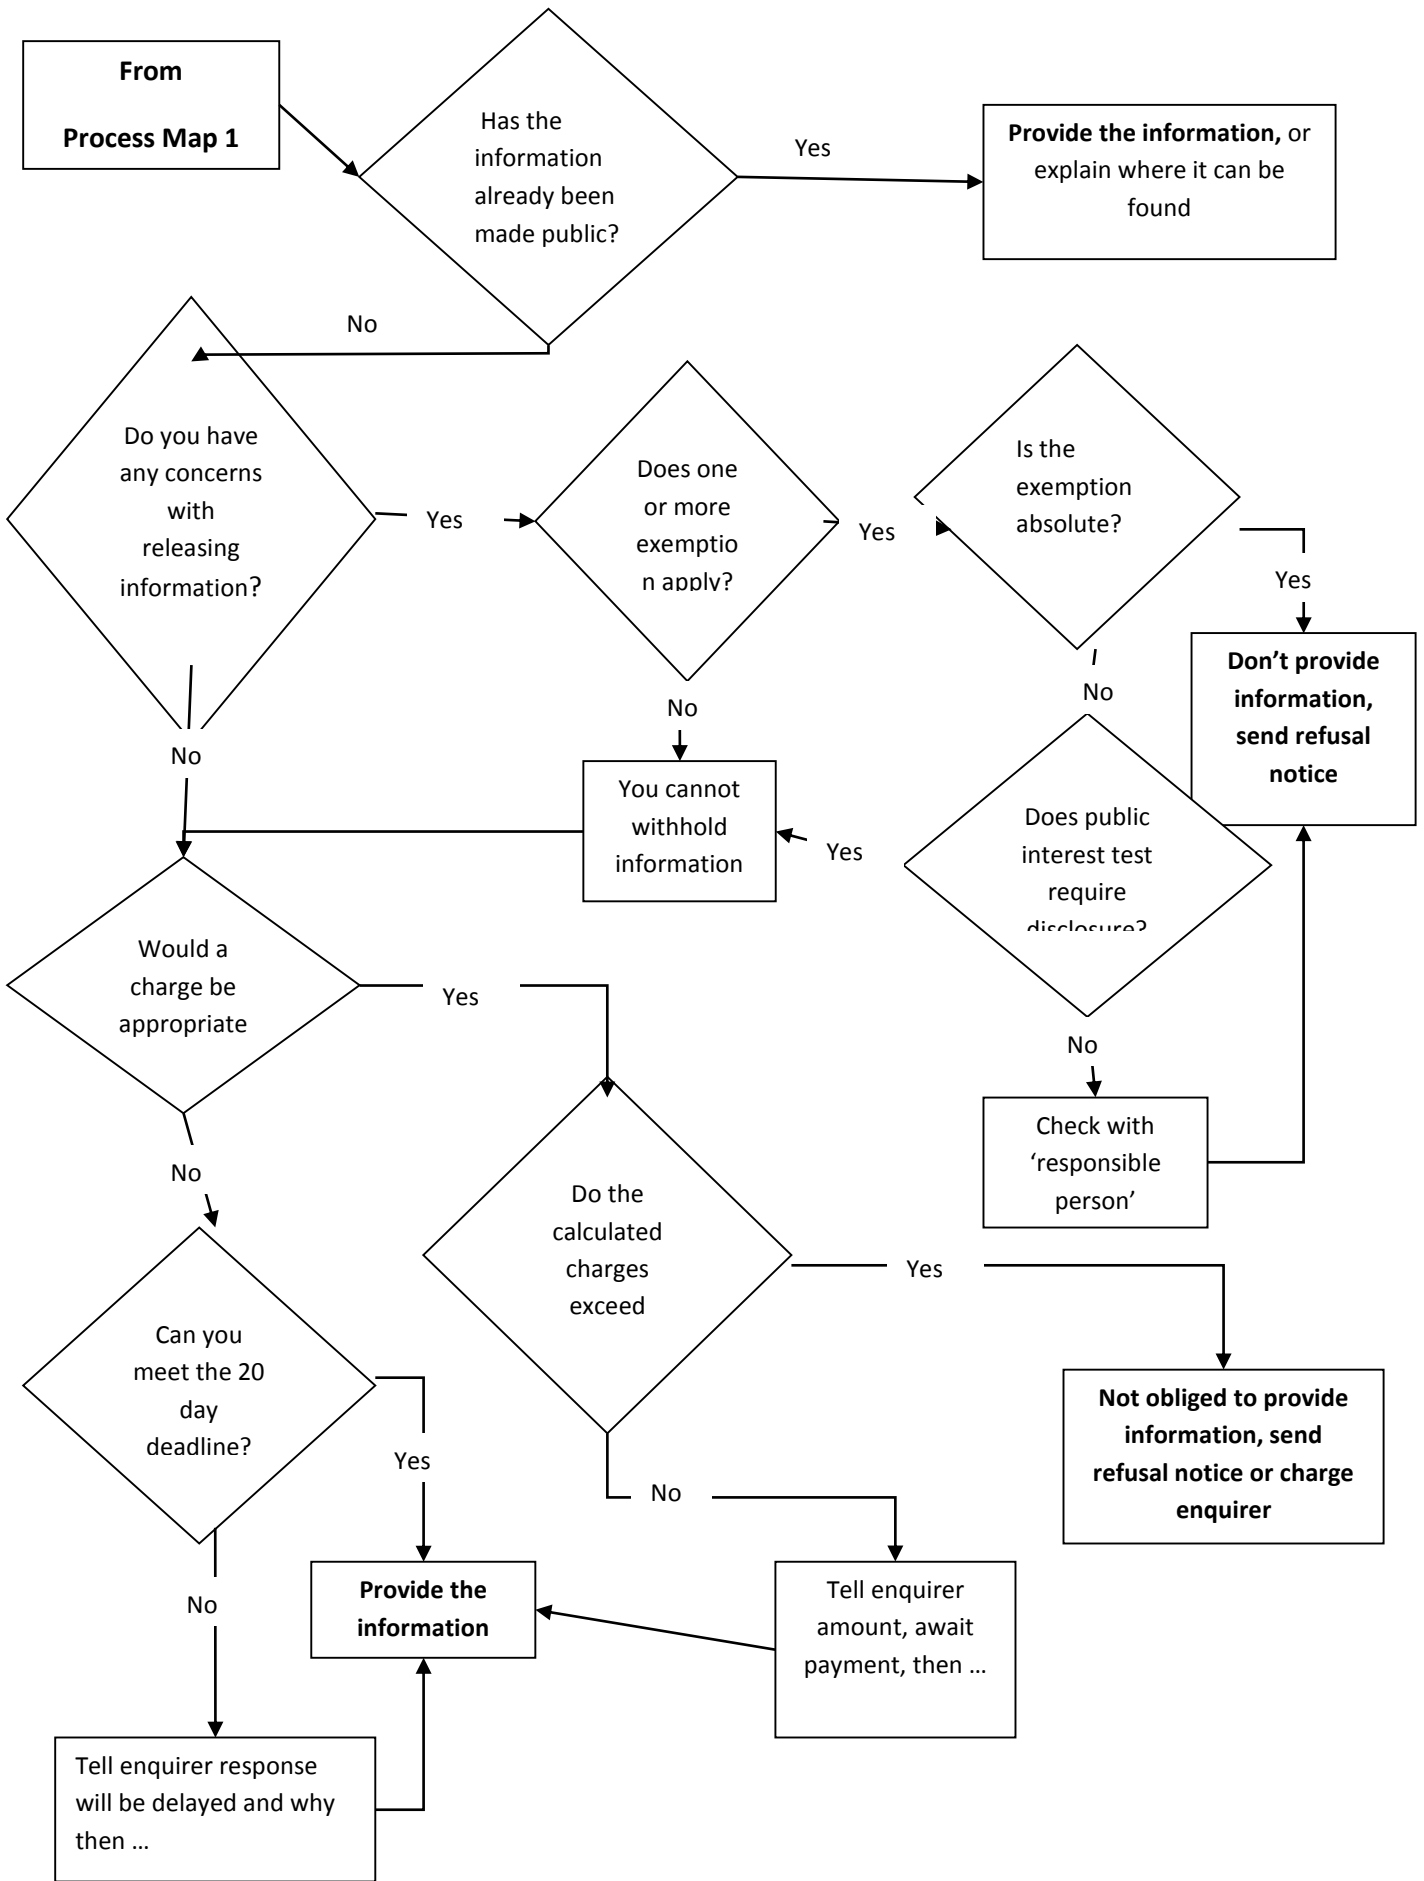 From
Process Map 1
Has the
information
already been
made public?
Yes
Provide the information, or
explain where it can be
found
No
Do you have
any concerns
with
releasing
information?
Yes
Does one
or more
exemptio
n apply?
Yes
Is the
exemption
absolute?
Yes
Don’t provide
information,
send refusal
notice
No
No
No
You cannot
withhold
information
Yes
Does public
interest test
require
disclosure?
Would a
charge be
appropriate
Yes
No
Check with
‘responsible
person’
No
Do the
calculated
charges
exceed
Yes
Not obliged to provide
information, send
refusal notice or charge
enquirer
Can you
meet the 20
day
deadline?
Yes
No
No
Provide the
information
Tell enquirer
amount, await
payment, then …
Tell enquirer response
will be delayed and why
then …